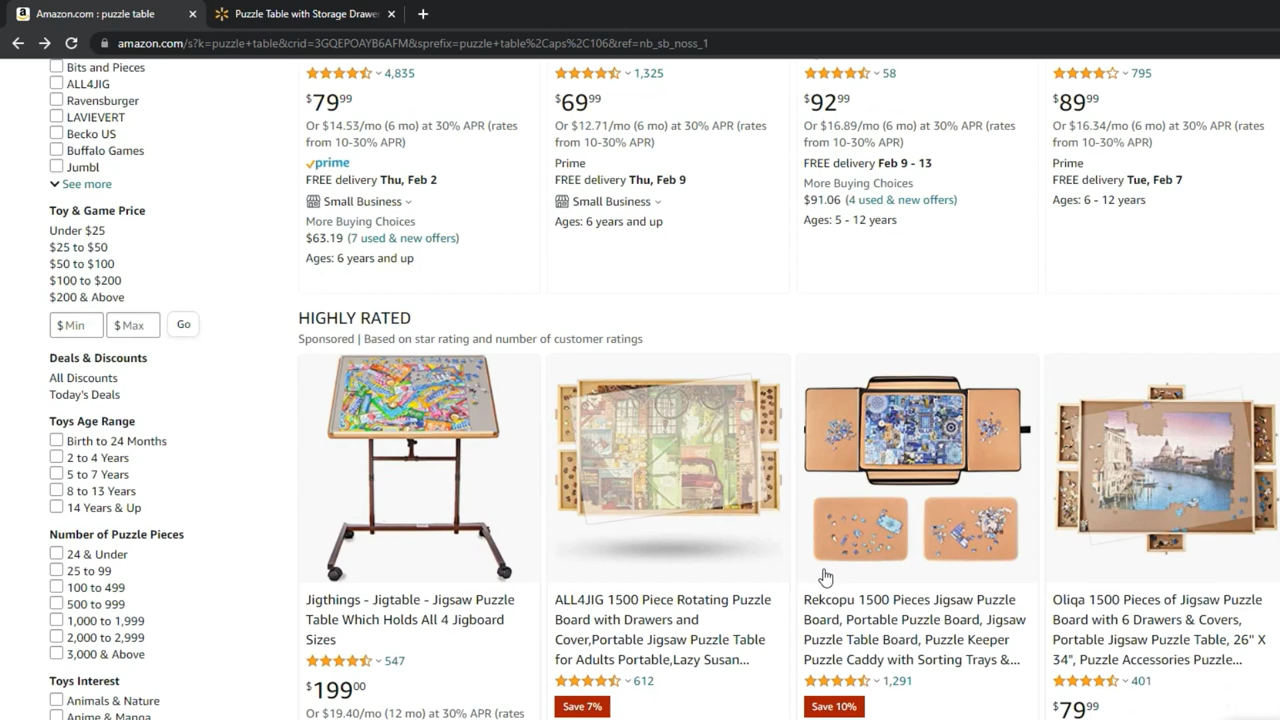 Amazon.com : puzzle table
Puzzle Table with Storage Drawe
amazon.com/s?k=puzzle+table&crid=3GQEPOAYB6AFM&sprefix=puzzle+table%2Caps%2C106&ref=nb_sb_noss_1
Bits and Pieces
ALL4JIG
Ravensburger
LAVIEVERT
Becko US
Buffalo Games
Jumbl
See more
Toy & Game Price
Under $25
$25 to $50
$50 to $100
$100 to $200
$200 & Above
$ Min $ Max Go
Deals & Discounts
All Discounts
Today's Deals
Toys Age Range
Birth to 24 Months
2 to 4 Years
5 to 7 Years
8 to 13 Years
14 Years & Up
Number of Puzzle Pieces
24 & Under
25 to 99
100 to 499
500 to 999
1,000 to 1,999
2,000 to 2,999
3,000 & Above
Toys Interest
Animals & Nature
Anime & Manga
4,835
$79.99
Or $14.53/mo (6 mo) at 30% APR (rates
from 10-30% APR)
prime
FREE delivery Thu, Feb 2
Small Business
More Buying Choices
$63.19 (7 used & new offers)
Ages: 6 years and up
1,325
$69.99
Or $12.71/mo (6 mo) at 30% APR (rates
from 10-30% APR)
Prime
FREE delivery Thu, Feb 9
Small Business
Ages: 6 years and up
58
$92.99
Or $16.89/mo (6 mo) at 30% APR (rates
from 10-30% APR)
FREE delivery Feb 9 - 13
More Buying Choices
$91.06 (4 used & new offers)
Ages: 5 - 12 years
795
$89.99
Or $16.34/mo (6 mo) at 30% APR (rates
from 10-30% APR)
Prime
FREE delivery Tue, Feb 7
Ages: 6 - 12 years
HIGHLY RATED
Sponsored | Based on star rating and number of customer ratings
Jigthings - Jigtable - Jigsaw Puzzle
Table Which Holds All 4 Jigboard
Sizes
547
$199.00
Or $19.40/mo (12 mo) at 30% APR (rates
ALL4JIG 1500 Piece Rotating Puzzle
Board with Drawers and
Cover,Portable Jigsaw Puzzle Table
for Adults Portable,Lazy Susan...
612
Save 7%
Rekcopu 1500 Pieces Jigsaw Puzzle
Board, Portable Puzzle Board, Jigsaw
Puzzle Table Board, Puzzle Keeper
Puzzle Caddy with Sorting Trays &...
1,291
Save 10%
Oliqa 1500 Pieces of Jigsaw Puzzle
Board with 6 Drawers & Covers,
Portable Jigsaw Puzzle Table, 26" X
34", Puzzle Accessories Puzzle...
401
$79.99